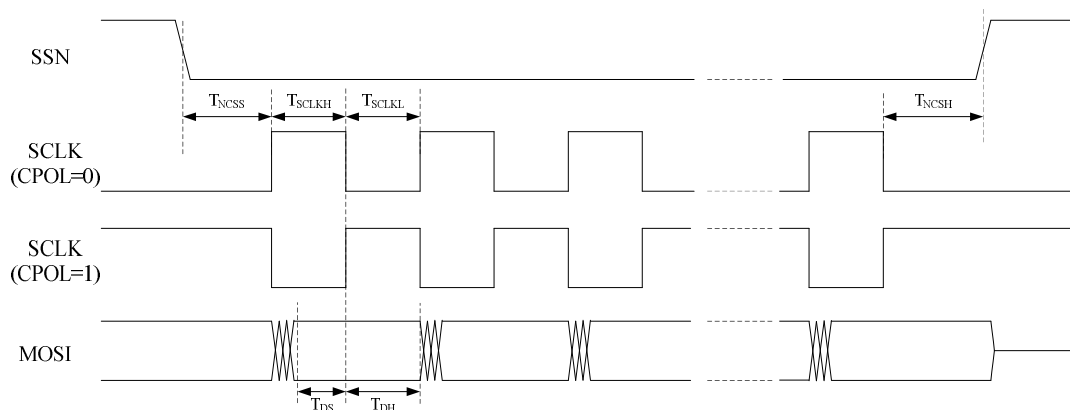 SSN
TNCSS
TSCLKH
TSCLKL
TNCSH
SCLK
(CPOL=0)
SCLK
(CPOL=1)
MOSI
TDS
TDH